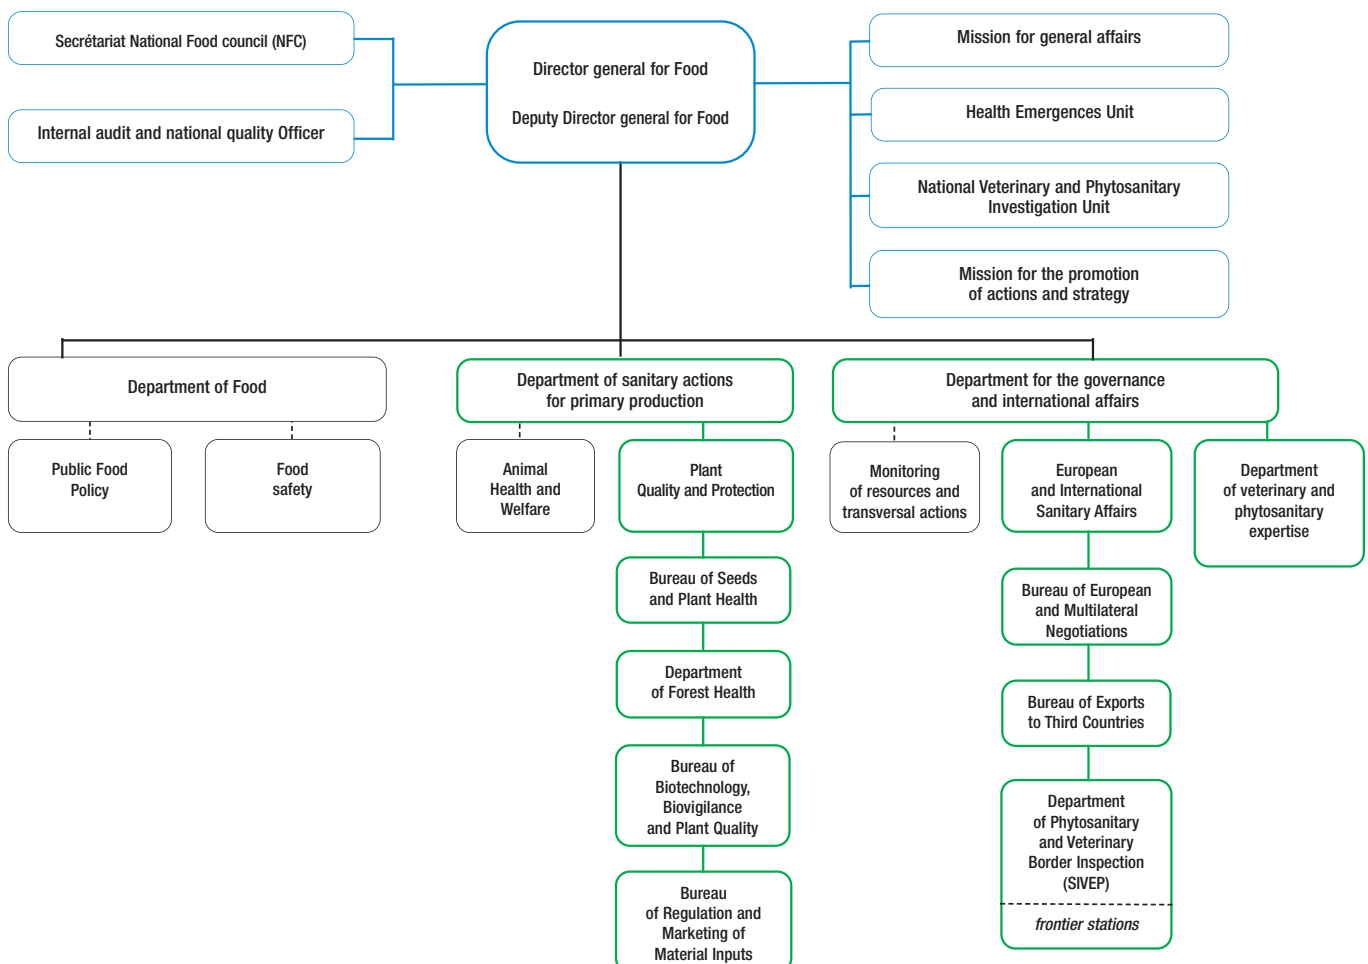 Secrétariat National Food council (NFC)
Internal audit and national quality Officer
Director general for Food
Deputy Director general for Food
Mission for general affairs
Health Emergences Unit
National Veterinary and Phytosanitary
Investigation Unit
Mission for the promotion
of actions and strategy
Department of Food
Public Food
Policy
Food
safety
Department of sanitary actions
for primary production
Animal
Health and
Welfare
Plant
Quality and Protection
Bureau of Seeds
and Plant Health
Department
of Forest Health
Bureau of
Biotechnology,
Biovigilance
and Plant Quality
Bureau
of Regulation and
Marketing of
Material Inputs
Department for the governance
and international affairs
Monitoring
of resources and
transversal actions
European
and International
Sanitary Affairs
Bureau of European
and Multilateral
Negotiations
Bureau of Exports
to Third Countries
Department
of Phytosanitary
and Veterinary
Border Inspection
(SIVEP)
frontier stations
Department
of veterinary and
phytosanitary
expertise